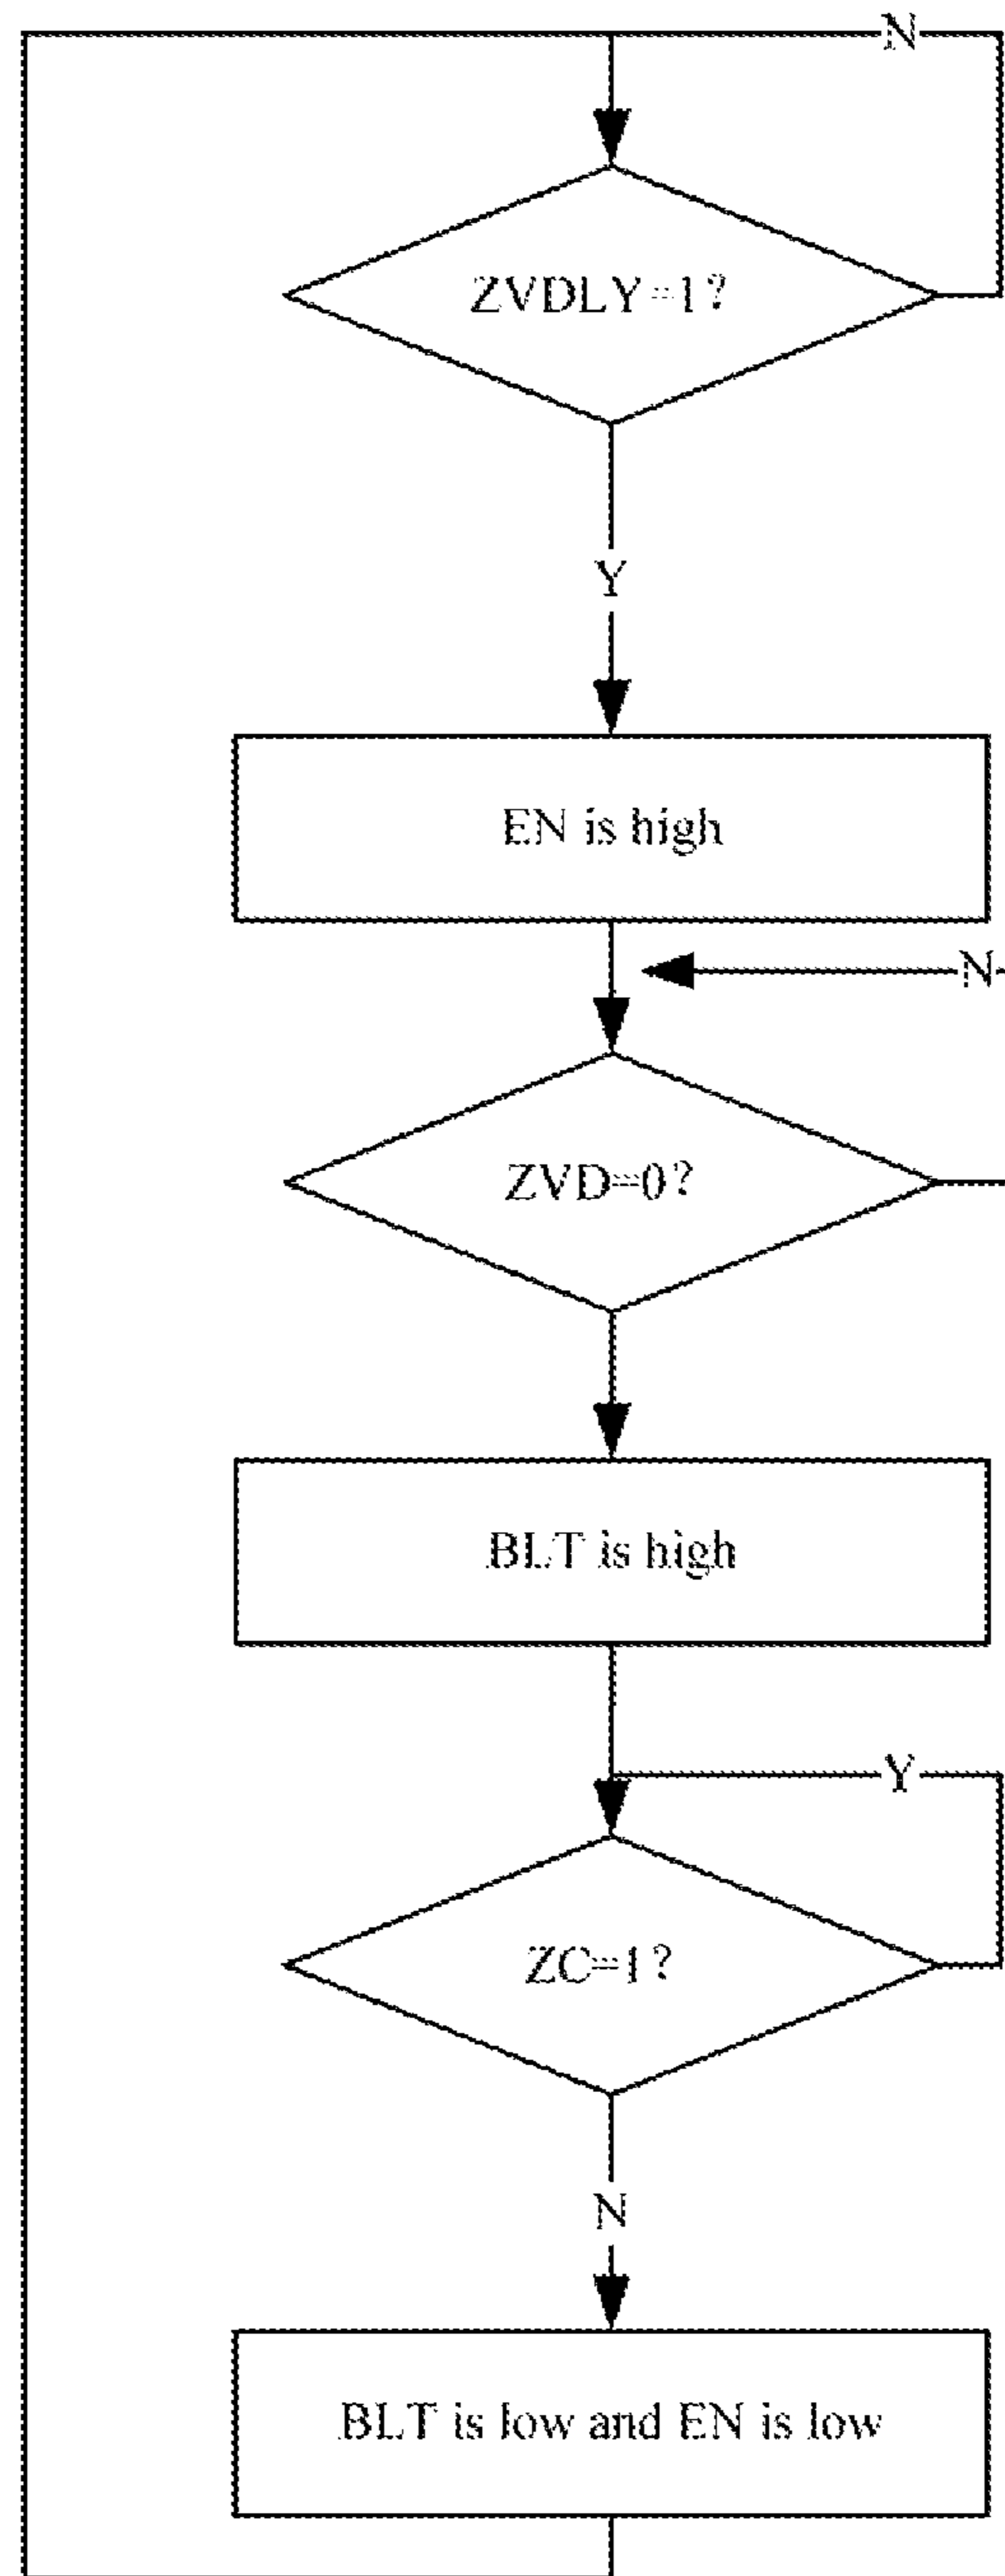 N
ZVDLY=1?
Y
EN is high
N
ZVD=0?
BLT is high
Y
ZC=1?
N
BLT is low and EN is low